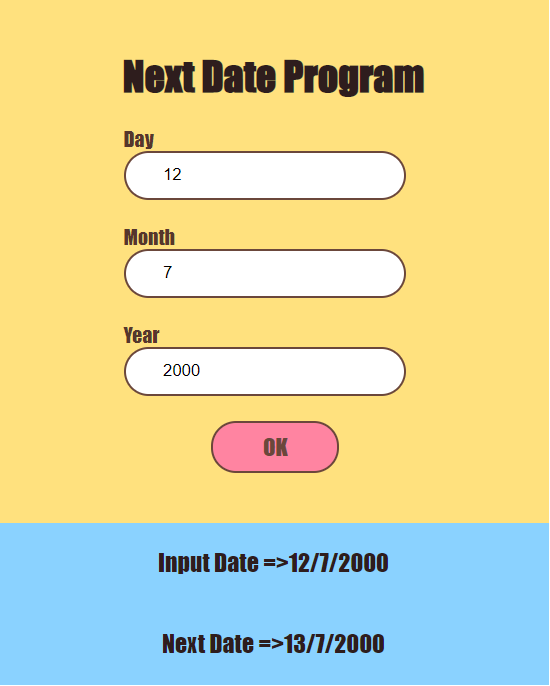 Next Date Program
Day
12
Month
7
Year
2000
OK
Input Date =>12/7/2000
Next Date =>13/7/2000